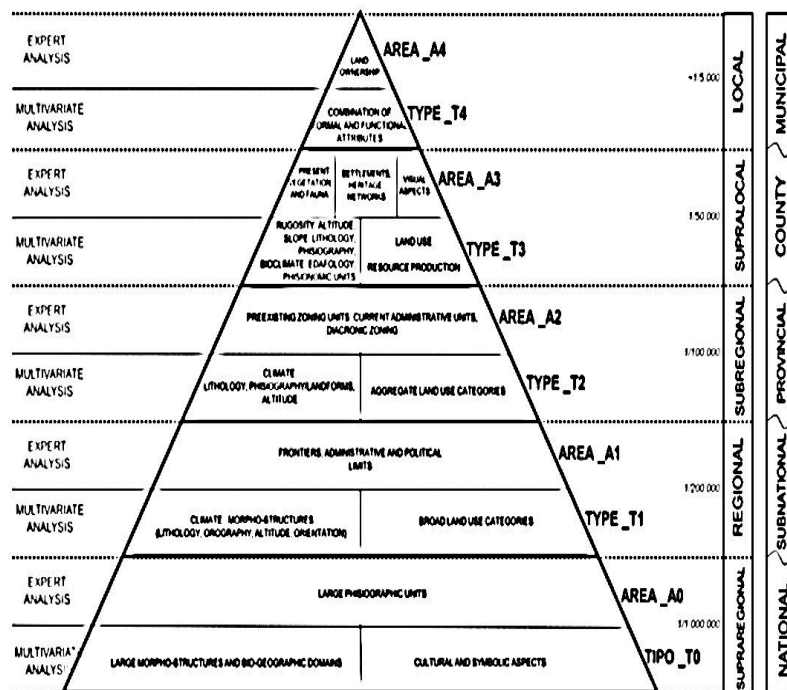 EXPERT
ANALYSIS
LAND
OWNERSHIP
AREA_A4
<1:5 000
MULTIVARIATE
ANALYSIS
COMBINATION OF
FORMAL AND FUNCTIONAL
ATTRIBUTES
TYPE_T4
LOCAL
MUNICIPAL
EXPERT
ANALYSIS
PRESENT
VEGETATION
AND FAUNA
SETTLEMENTS,
HERITAGE
NETWORKS
VISUAL
ASPECTS
AREA_A3
1/50 000
MULTIVARIATE
ANALYSIS
RUGOSITY ALTITUDE
SLOPE LITHOLOGY,
PHISIOGRAPHY,
BIOCLIMATE EDAFOLOGY
PHISIONOMIC UNITS
LAND USE
RESOURCE PRODUCTION
TYPE_T3
SUPRALOCAL
COUNTY
EXPERT
ANALYSIS
PREEXISTING ZONING UNITS. CURRENT ADMINISTRATIVE UNITS,
DIACRONIC ZONING
AREA_A2
1/100 000
MULTIVARIATE
ANALYSIS
CLIMATE
LITHOLOGY, PHISIOGRAPHY/LANDFORMS,
ALTITUDE
AGGREGATE LAND USE CATEGORIES
TYPE_T2
SUBREGIONAL
PROVINCIAL
EXPERT
ANALYSIS
FRONTIERS, ADMINISTRATIVE AND POLITICAL
LIMITS
AREA_A1
1/200 000
MULTIVARIATE
ANALYSIS
CLIMATE MORPHO-STRUCTURES
(LITHOLOGY, OROGRAPHY, ALTITUDE, ORIENTATION)
BROAD LAND USE CATEGORIES
TYPE_T1
REGIONAL
SUBNATIONAL
EXPERT
ANALYSIS
LARGE PHISIOGRAPHIC UNITS
AREA_A0
1/1 000 000
MULTIVARIAT
ANALYSI
LARGE MORPHO-STRUCTURES AND BIO-GEOGRAPHIC DOMAINS
CULTURAL AND SYMBOLIC ASPECTS
TIPO_T0
SUPRAREGIONAL
NATIONAL